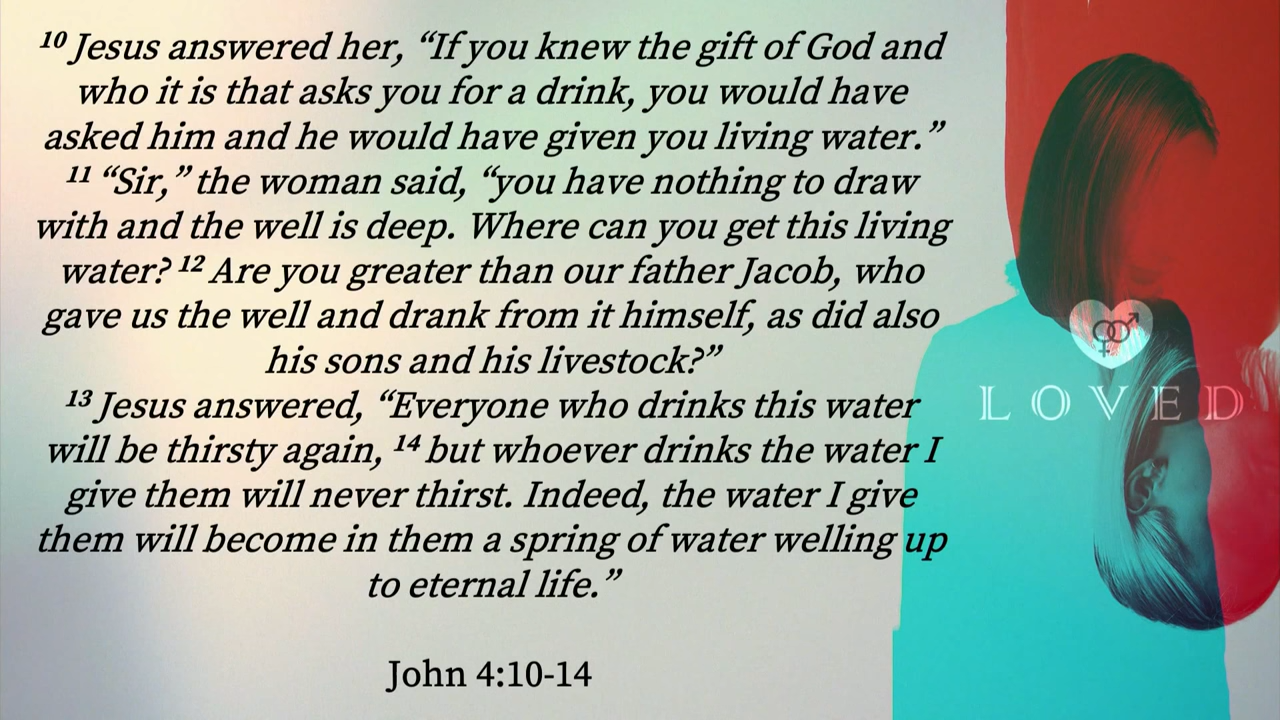 ¹⁰ Jesus answered her, “If you knew the gift of God and
who it is that asks you for a drink, you would have
asked him and he would have given you living water.”
¹¹ “Sir,” the woman said, “you have nothing to draw
with and the well is deep. Where can you get this living
water? ¹² Are you greater than our father Jacob, who
gave us the well and drank from it himself, as did also
his sons and his livestock?”
¹³ Jesus answered, “Everyone who drinks this water
will be thirsty again, ¹⁴ but whoever drinks the water I
give them will never thirst. Indeed, the water I give
them will become in them a spring of water welling up
to eternal life.”
John 4:10-14
LOVED